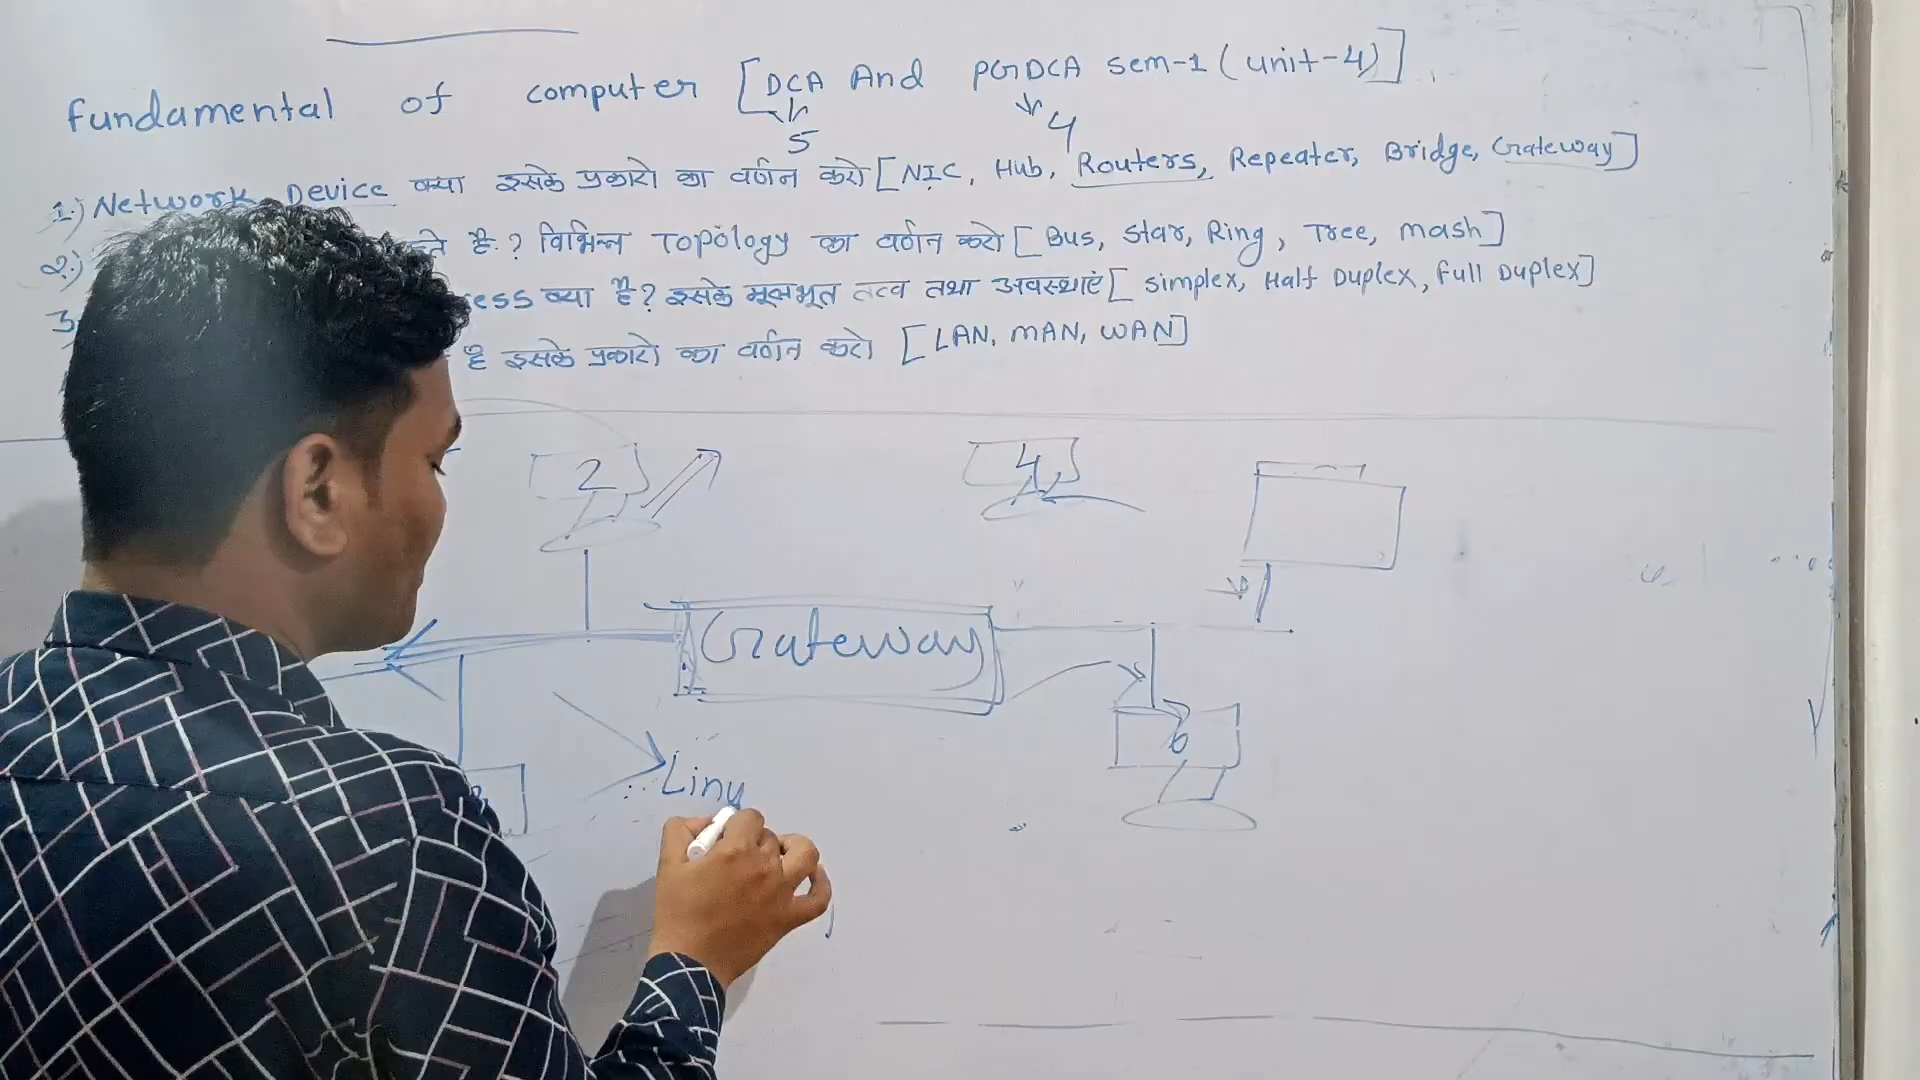 Fundamental of computer [DCA And PGDCA sem-1 (unit-4)]
5 4
1.) Network Device क्या इसके प्रकारो का वर्णन करो [NIC, Hub, Routers, Repeater, Bridge, Gateway]
2.) है ? विभिन्न Topology का वर्णन करो [Bus, Star, Ring, Tree, mash]
3 ess क्या है? इसके मूलभूत तत्व तथा अवस्थाएं [simplex, Half Duplex, Full Duplex]
है इसके प्रकारो का वर्णन करो [LAN, MAN, WAN]
2 4
Gateway
6
Linu